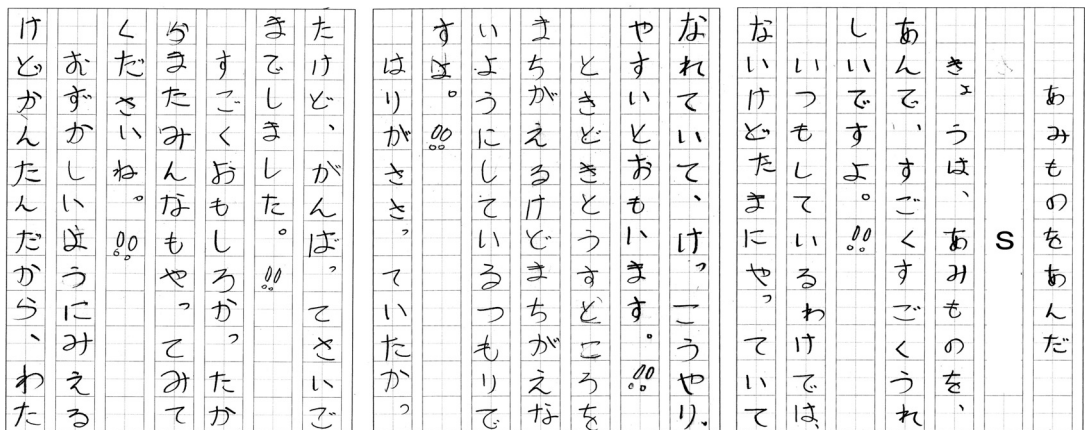 あみものをあんだ
S
きょうは、あみものを、
あんで、すごくすごくうれ
しいですよ。!!
いつもしているわけでは、
ないけどたまにやっていて
なれていて、けっこうやり、
やすいとおもいます。!!
ときどきとうすところを
まちがえるけどまちがえな
いようにしているつもりで
すよ。!!
はりがささっていたかっ
たけど、がんばってさいご
までしました。!!
すごくおもしろかったか
らまたみんなもやってみて
くださいね。!!
むずかしいようにみえる
けどかんたんだから、わた